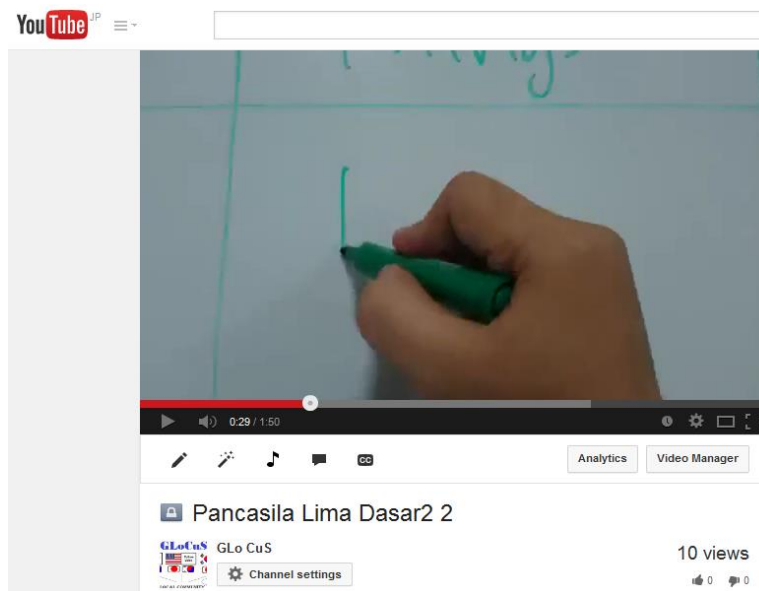 YouTube JP
0:29 / 1:50
CC
Analytics
Video Manager
Pancasila Lima Dasar2 2
GLoCuS
GLo CuS
Channel settings
10 views
0 0